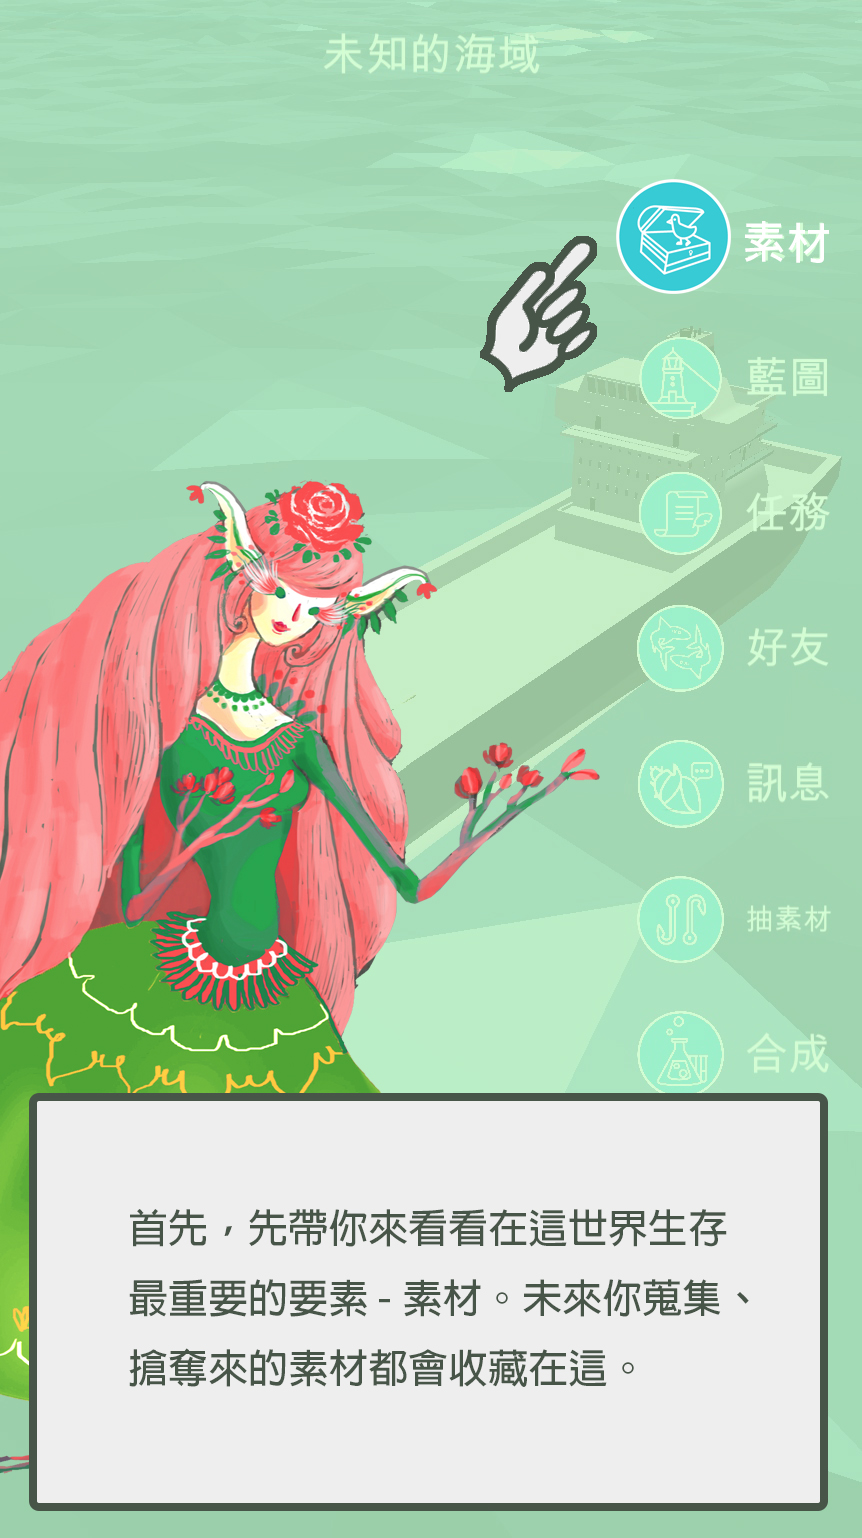 未知的海域
素材
藍圖
任務
好友
訊息
抽素材
合成
首先，先帶你來看看在這世界生存
最重要的要素 - 素材。未來你蒐集、
搶奪來的素材都會收藏在這。